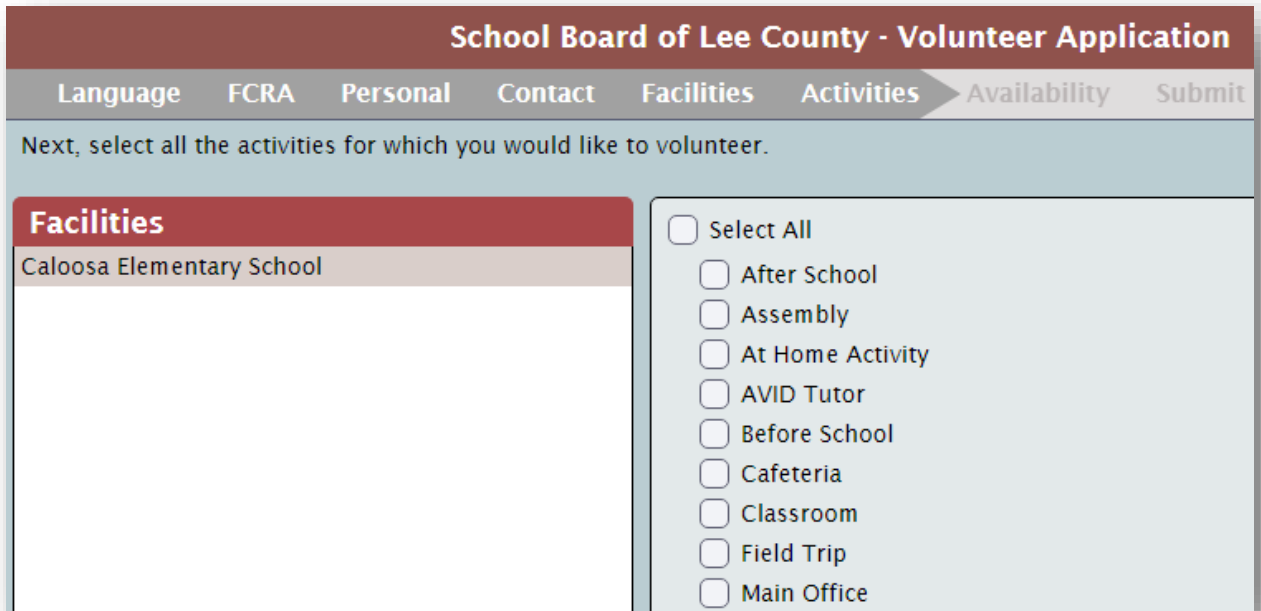 School Board of Lee County - Volunteer Application
Language FCRA Personal Contact Facilities Activities Availability Submit
Next, select all the activities for which you would like to volunteer.
Facilities
Caloosa Elementary School
Select All
After School
Assembly
At Home Activity
AVID Tutor
Before School
Cafeteria
Classroom
Field Trip
Main Office